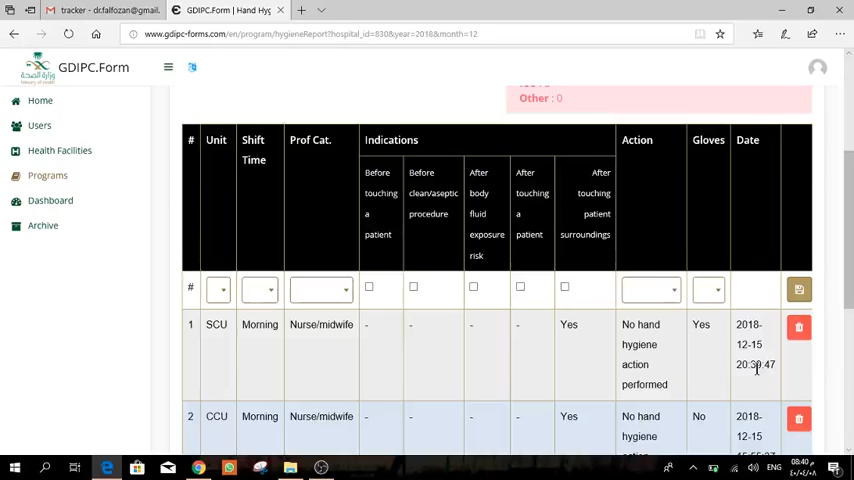 tracker - dr.falfozan@gmail.
GDIPC.Form | Hand Hyg
www.gdipc-forms.com/en/program/hygieneReport?hospital_id=830&year=2018&month=12
وزارة الصحة
GDIPC.Form
Home
Users
Health Facilities
Programs
Dashboard
Archive
Other : 0
# Unit Shift Time Prof Cat. Indications Action Gloves Date
Before touching a patient
Before clean/aseptic procedure
After body fluid exposure risk
After touching a patient
After touching patient surroundings
#
1 SCU Morning Nurse/midwife - - - - Yes No hand hygiene action performed Yes 2018-12-15 20:39:47
2 CCU Morning Nurse/midwife - - - - Yes No hand hygiene No 2018-12-15
ENG
08:40 م